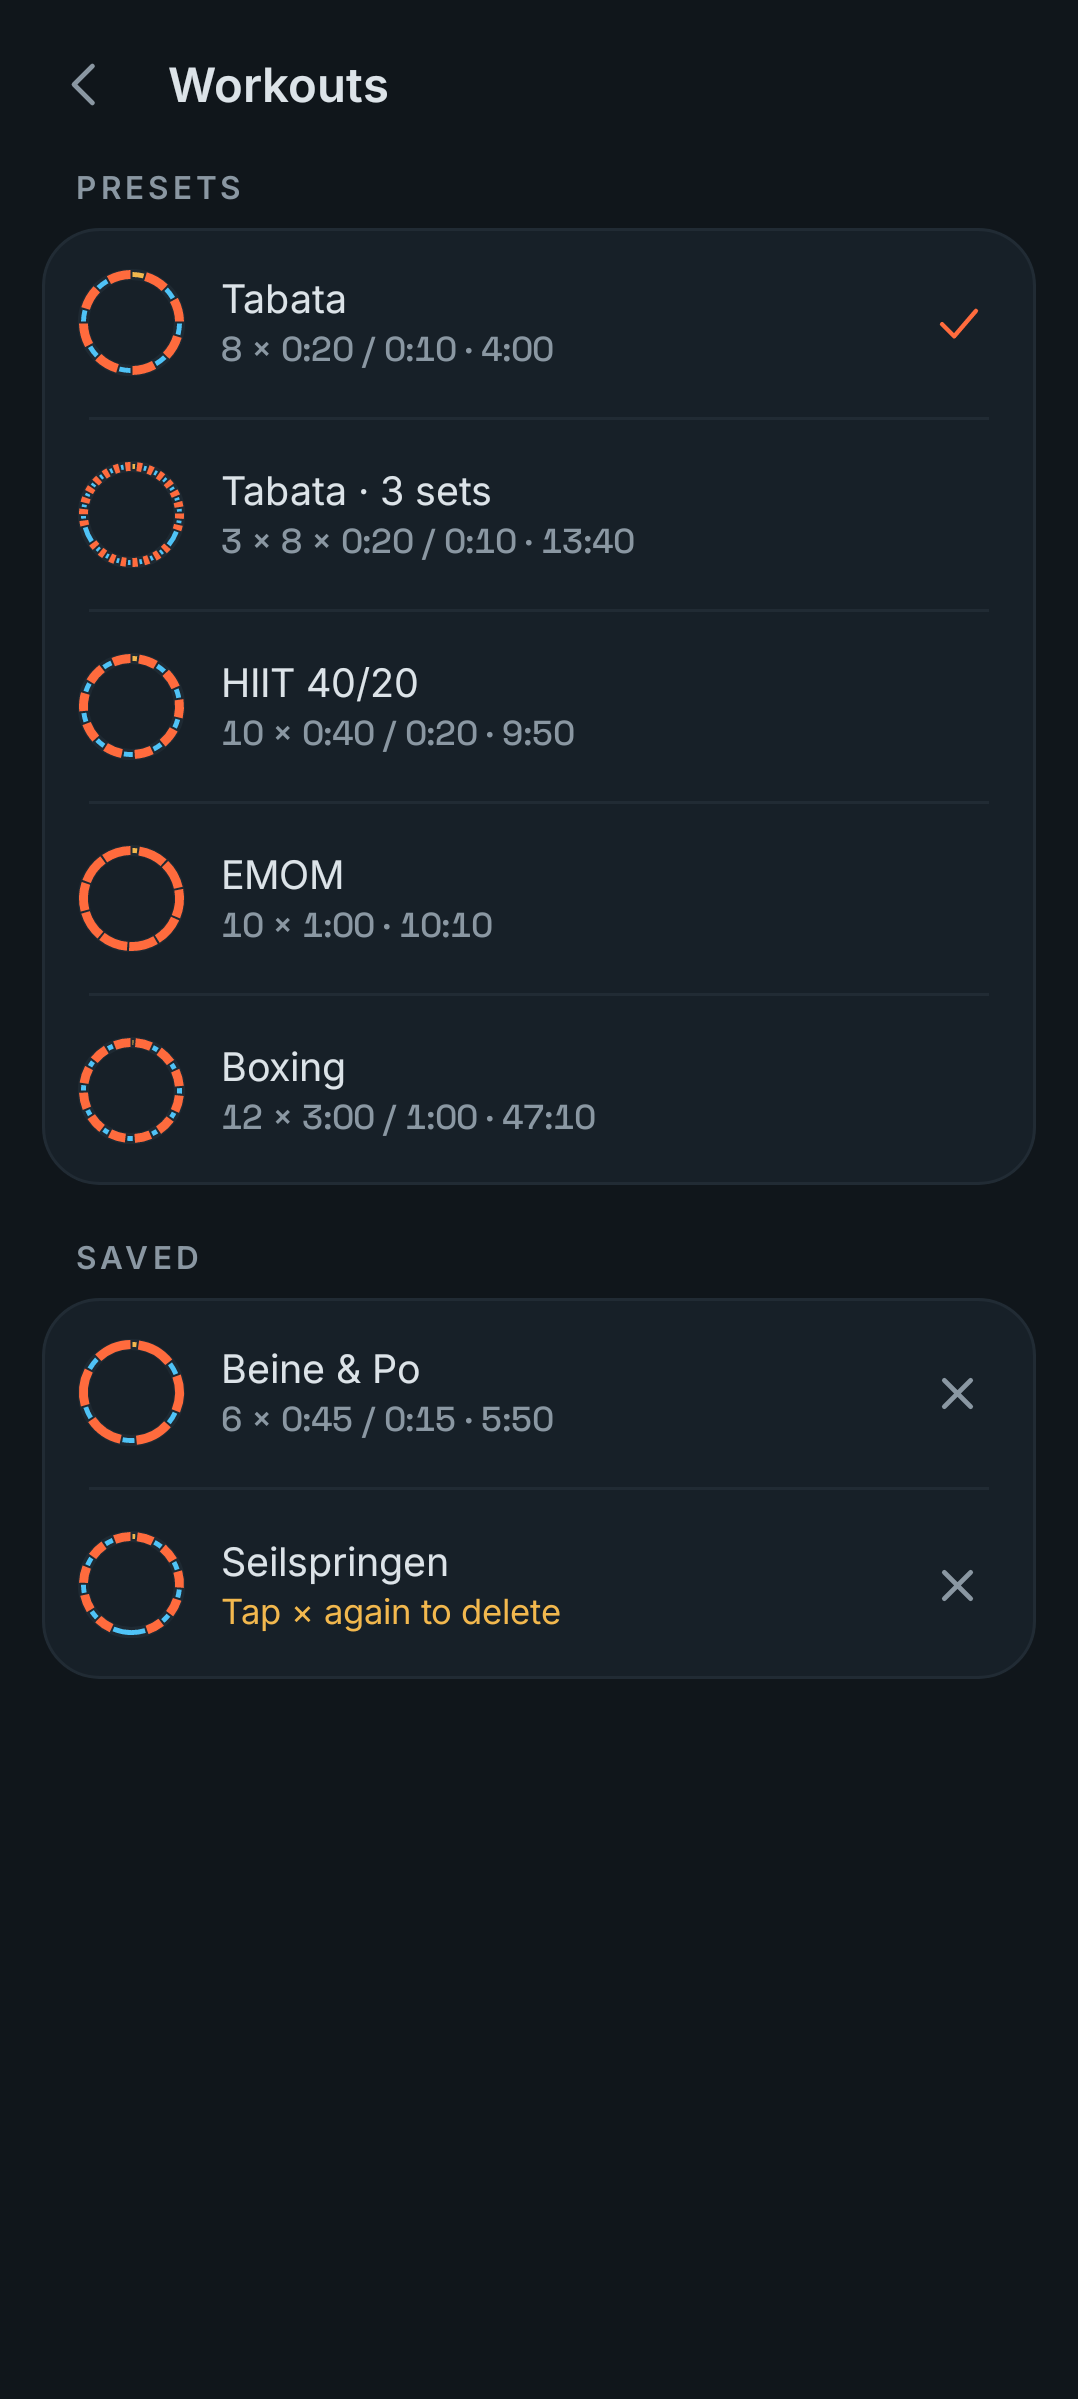 Workouts
PRESETS
Tabata
8 × 0:20 / 0:10 · 4:00
Tabata · 3 sets
3 × 8 × 0:20 / 0:10 · 13:40
HIIT 40/20
10 × 0:40 / 0:20 · 9:50
EMOM
10 × 1:00 · 10:10
Boxing
12 × 3:00 / 1:00 · 47:10
SAVED
Beine & Po
6 × 0:45 / 0:15 · 5:50
Seilspringen
Tap × again to delete